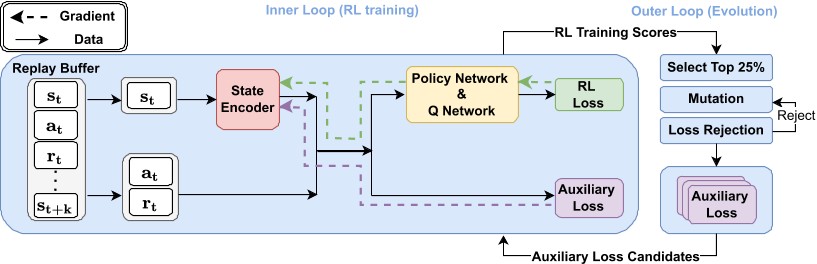 Gradient
Data
Inner Loop (RL training)
Outer Loop (Evolution)
RL Training Scores
Replay Buffer
s_t
a_t
r_t
⋮
s_{t+k}
s_t
a_t
r_t
State
Encoder
Policy Network
&
Q Network
RL
Loss
Auxiliary
Loss
Select Top 25%
Mutation
Loss Rejection
Reject
Auxiliary
Loss
Auxiliary Loss Candidates